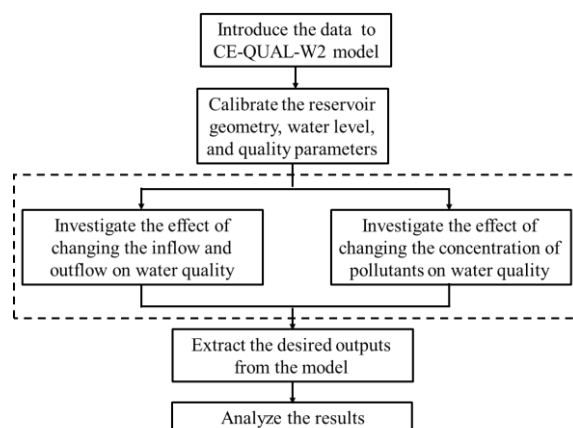 Introduce the data to
CE-QUAL-W2 model
Calibrate the reservoir
geometry, water level,
and quality parameters
Investigate the effect of
changing the inflow and
outflow on water quality
Investigate the effect of
changing the concentration of
pollutants on water quality
Extract the desired outputs
from the model
Analyze the results